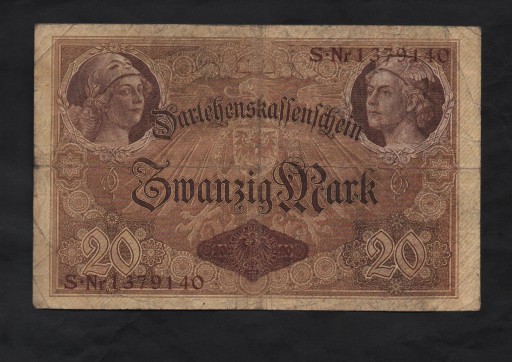 S·Nr 1379140
Darlehenskassenschein
Zwanzig Mark
20 20
S·Nr 1379140